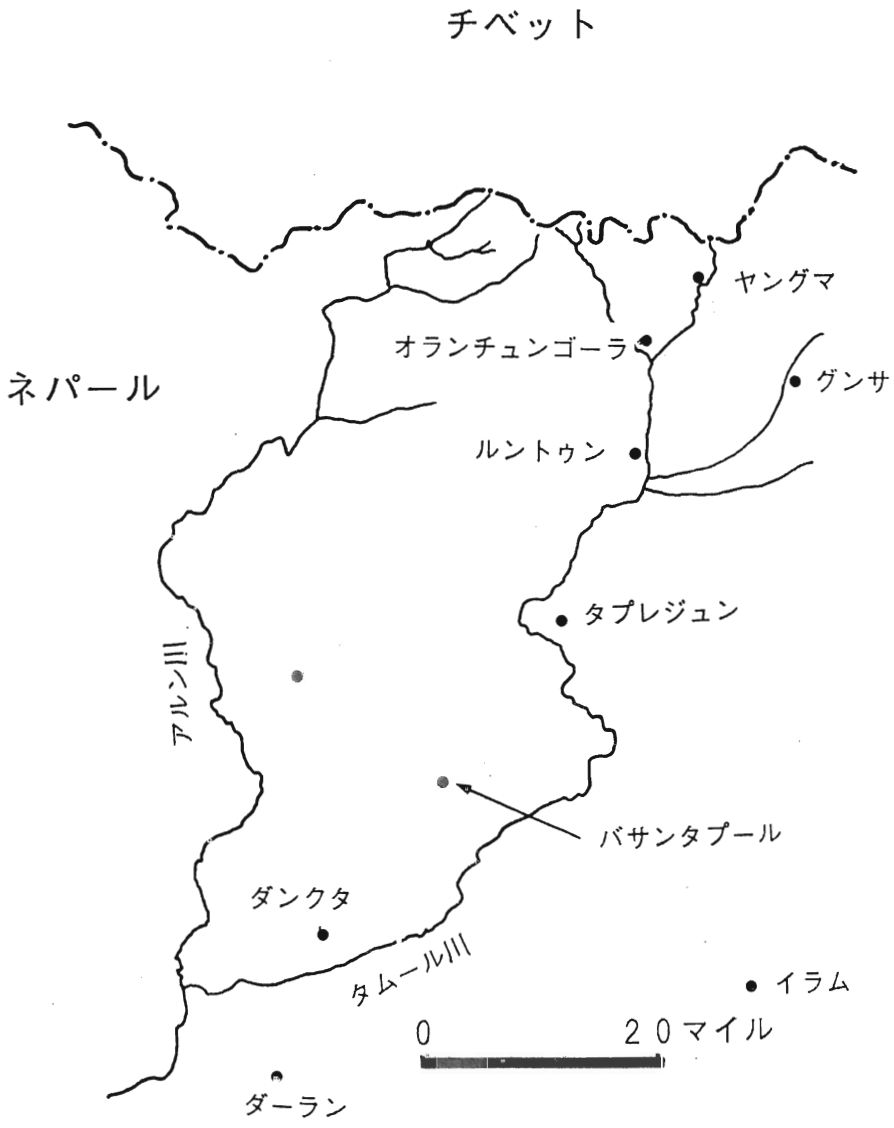 チベット
ヤングマ
オランチュンゴーラ
ネパール
グンサ
ルントゥン
タプレジュン
アルン川
バサンタプール
ダンクタ
タムール川
イラム
0 20マイル
ダーラン